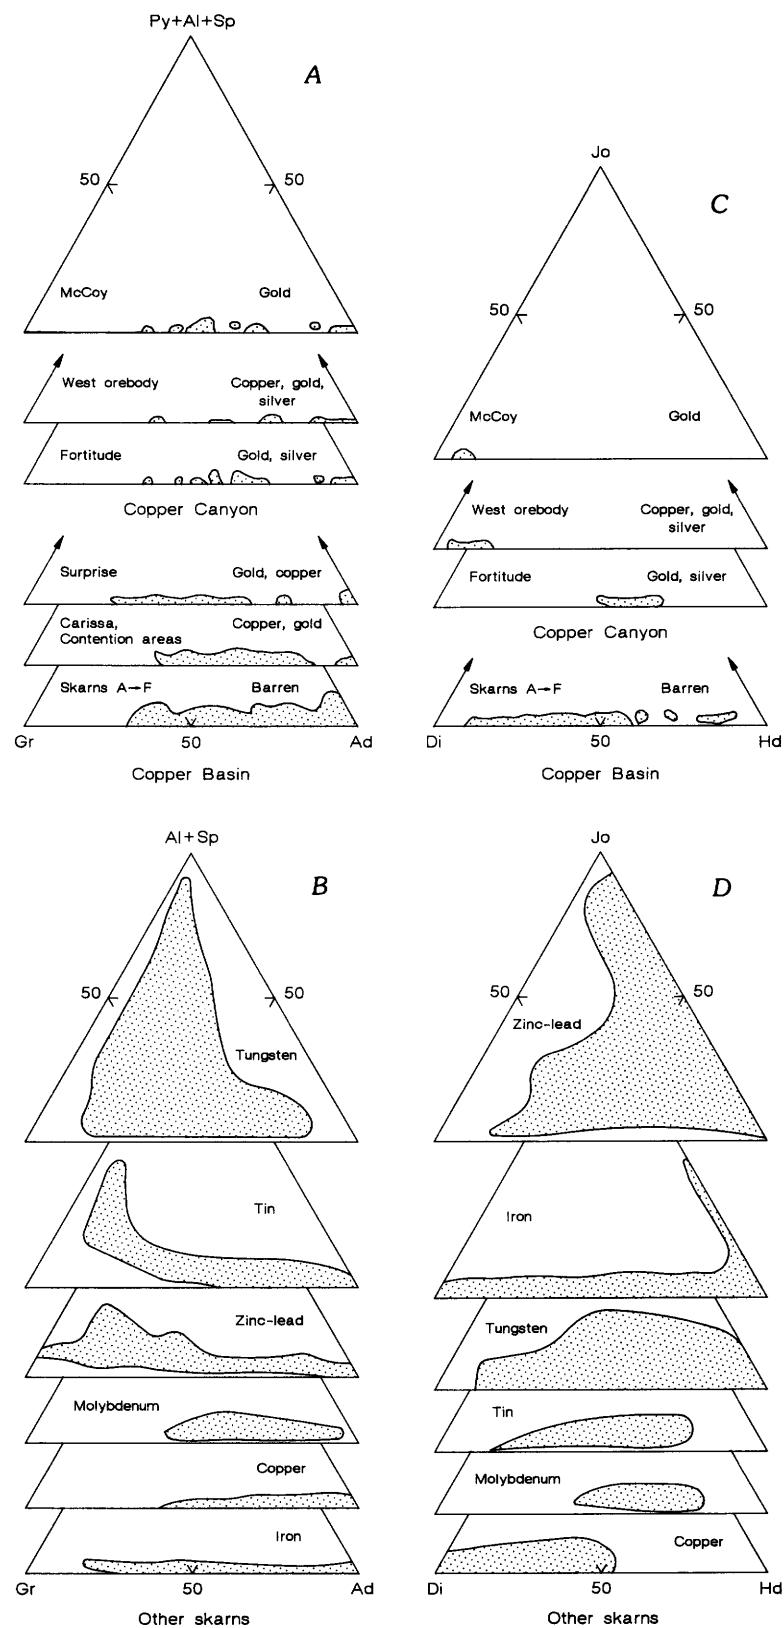 Py+Al+Sp
A
50
50
McCoy
Gold
West orebody
Copper, gold,
silver
Fortitude
Gold, silver
Copper Canyon
Surprise
Gold, copper
Carissa,
Contention areas
Copper, gold
Skarns A→F
Barren
Gr
50
Ad
Copper Basin
Jo
C
50
50
McCoy
Gold
West orebody
Copper, gold,
silver
Fortitude
Gold, silver
Copper Canyon
Skarns A→F
Barren
Di
50
Hd
Copper Basin
Al+Sp
B
50
50
Tungsten
Tin
Zinc-lead
Molybdenum
Copper
Iron
Gr
50
Ad
Other skarns
Jo
D
50
50
Zinc-lead
Iron
Tungsten
Tin
Molybdenum
Copper
Di
50
Hd
Other skarns